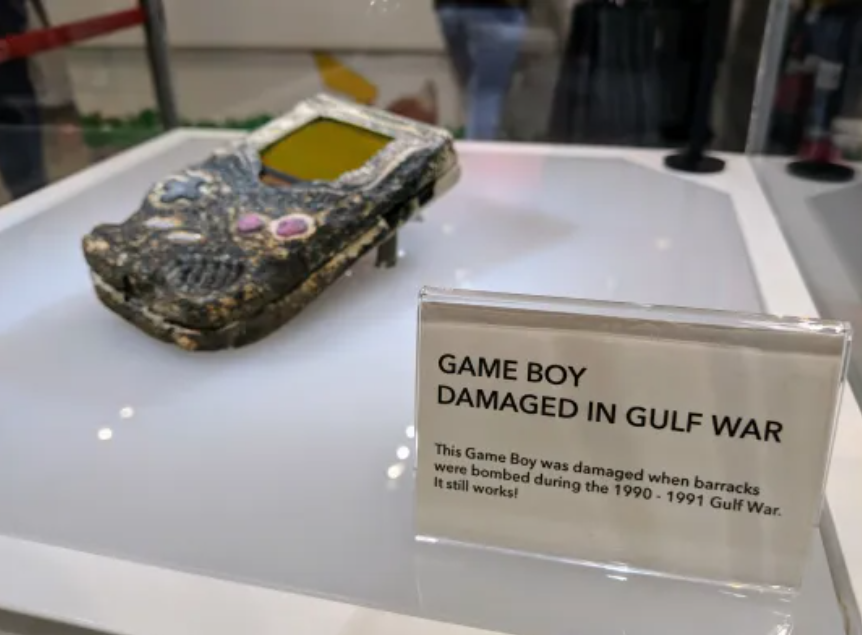 GAME BOY
DAMAGED IN GULF WAR
This Game Boy was damaged when barracks
were bombed during the 1990 - 1991 Gulf War.
It still works!